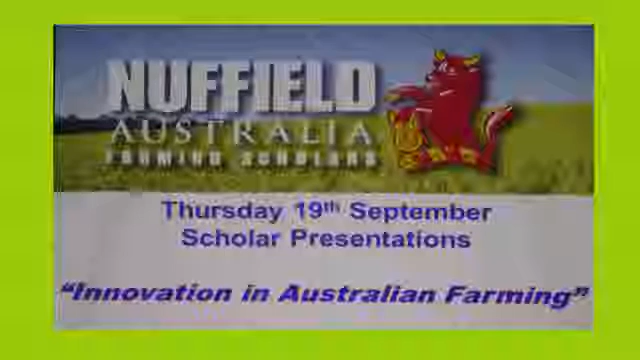 NUFFIELD
AUSTRALIA
FARMING SCHOLARS
Thursday 19th September
Scholar Presentations
"Innovation in Australian Farming"